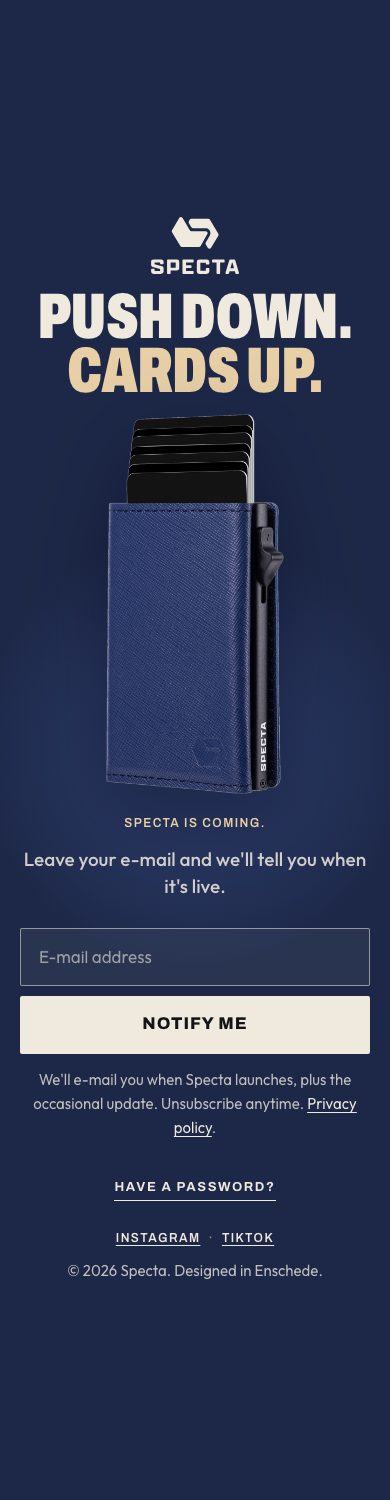 SPECTA
PUSH DOWN.
CARDS UP.
SPECTA
SPECTA IS COMING.
Leave your e-mail and we'll tell you when
it's live.
E-mail address
NOTIFY ME
We'll e-mail you when Specta launches, plus the
occasional update. Unsubscribe anytime. Privacy
policy.
HAVE A PASSWORD?
INSTAGRAM · TIKTOK
© 2026 Specta. Designed in Enschede.